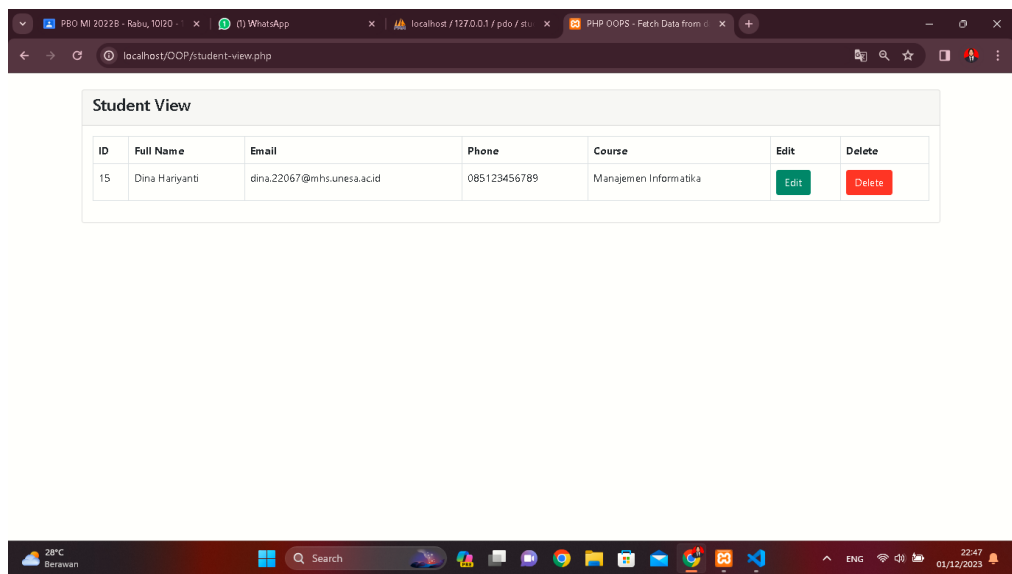 PBO MI 2022B - Rabu, 10!20 -
(1) WhatsApp
localhost / 127.0.0.1 / pdo / stu
PHP OOPS - Fetch Data from d
localhost/OOP/student-view.php
Student View
ID Full Name Email Phone Course Edit Delete
15 Dina Hariyanti dina.22067@mhs.unesa.ac.id 085123456789 Manajemen Informatika Edit Delete
28°C
Berawan
Search
ENG
22:47
01/12/2023